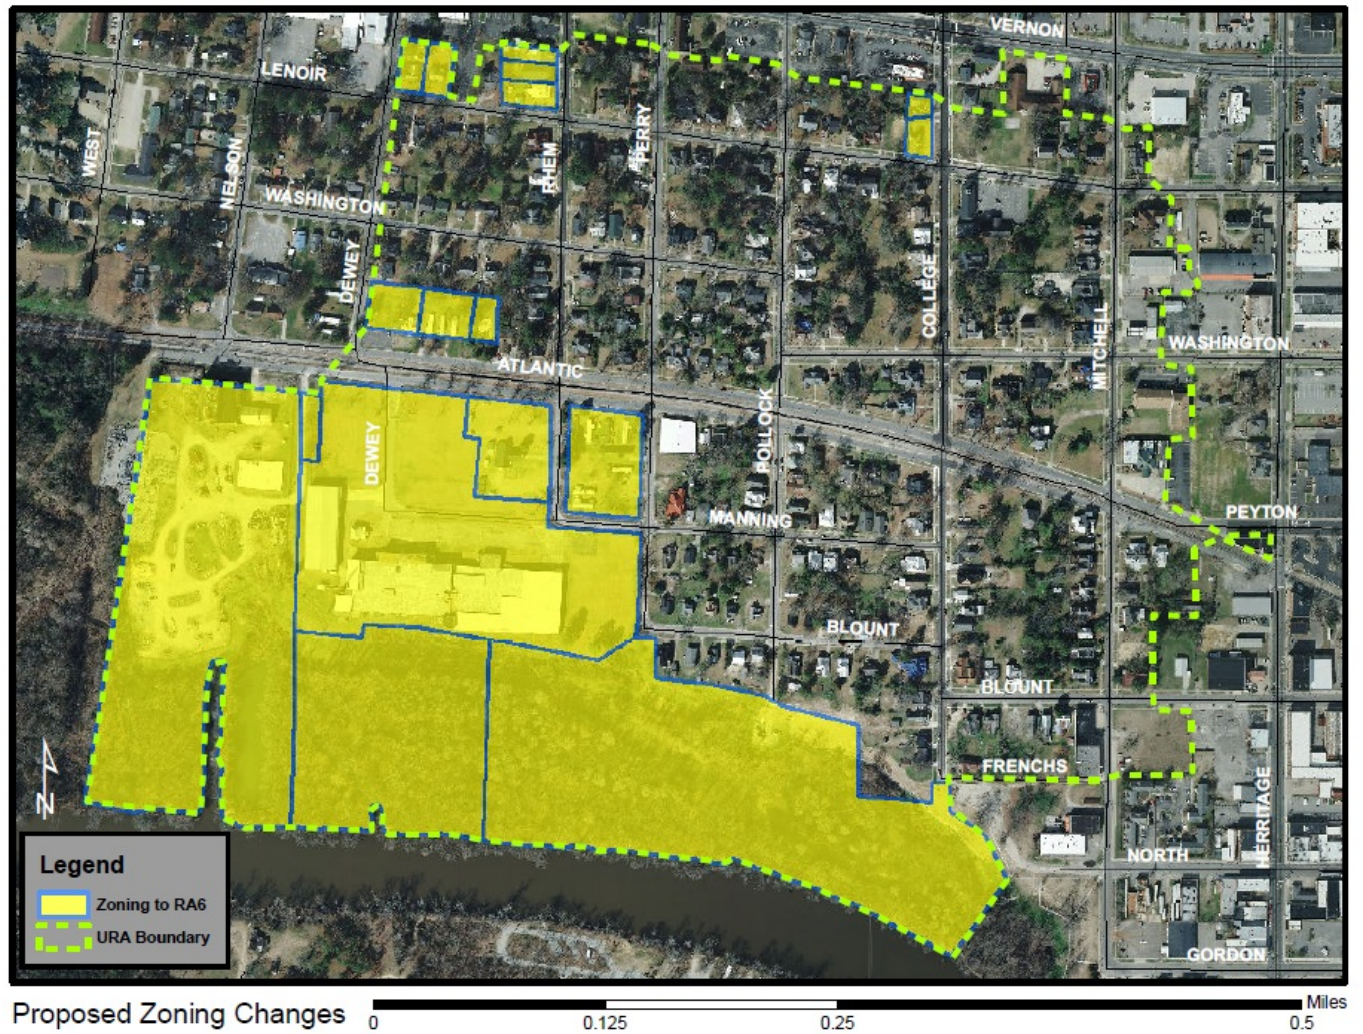 VERNON
LENOIR
WEST
NELSON
PERRY
RHEM
WASHINGTON
DEWEY
COLLEGE
MITCHELL
WASHINGTON
ATLANTIC
POLLOCK
DEWEY
MANNING
PEYTON
BLOUNT
BLOUNT
FRENCHS
HERRITAGE
NORTH
GORDON
N
Legend
Zoning to RA6
URA Boundary
Proposed Zoning Changes
0 0.125 0.25 0.5
Miles